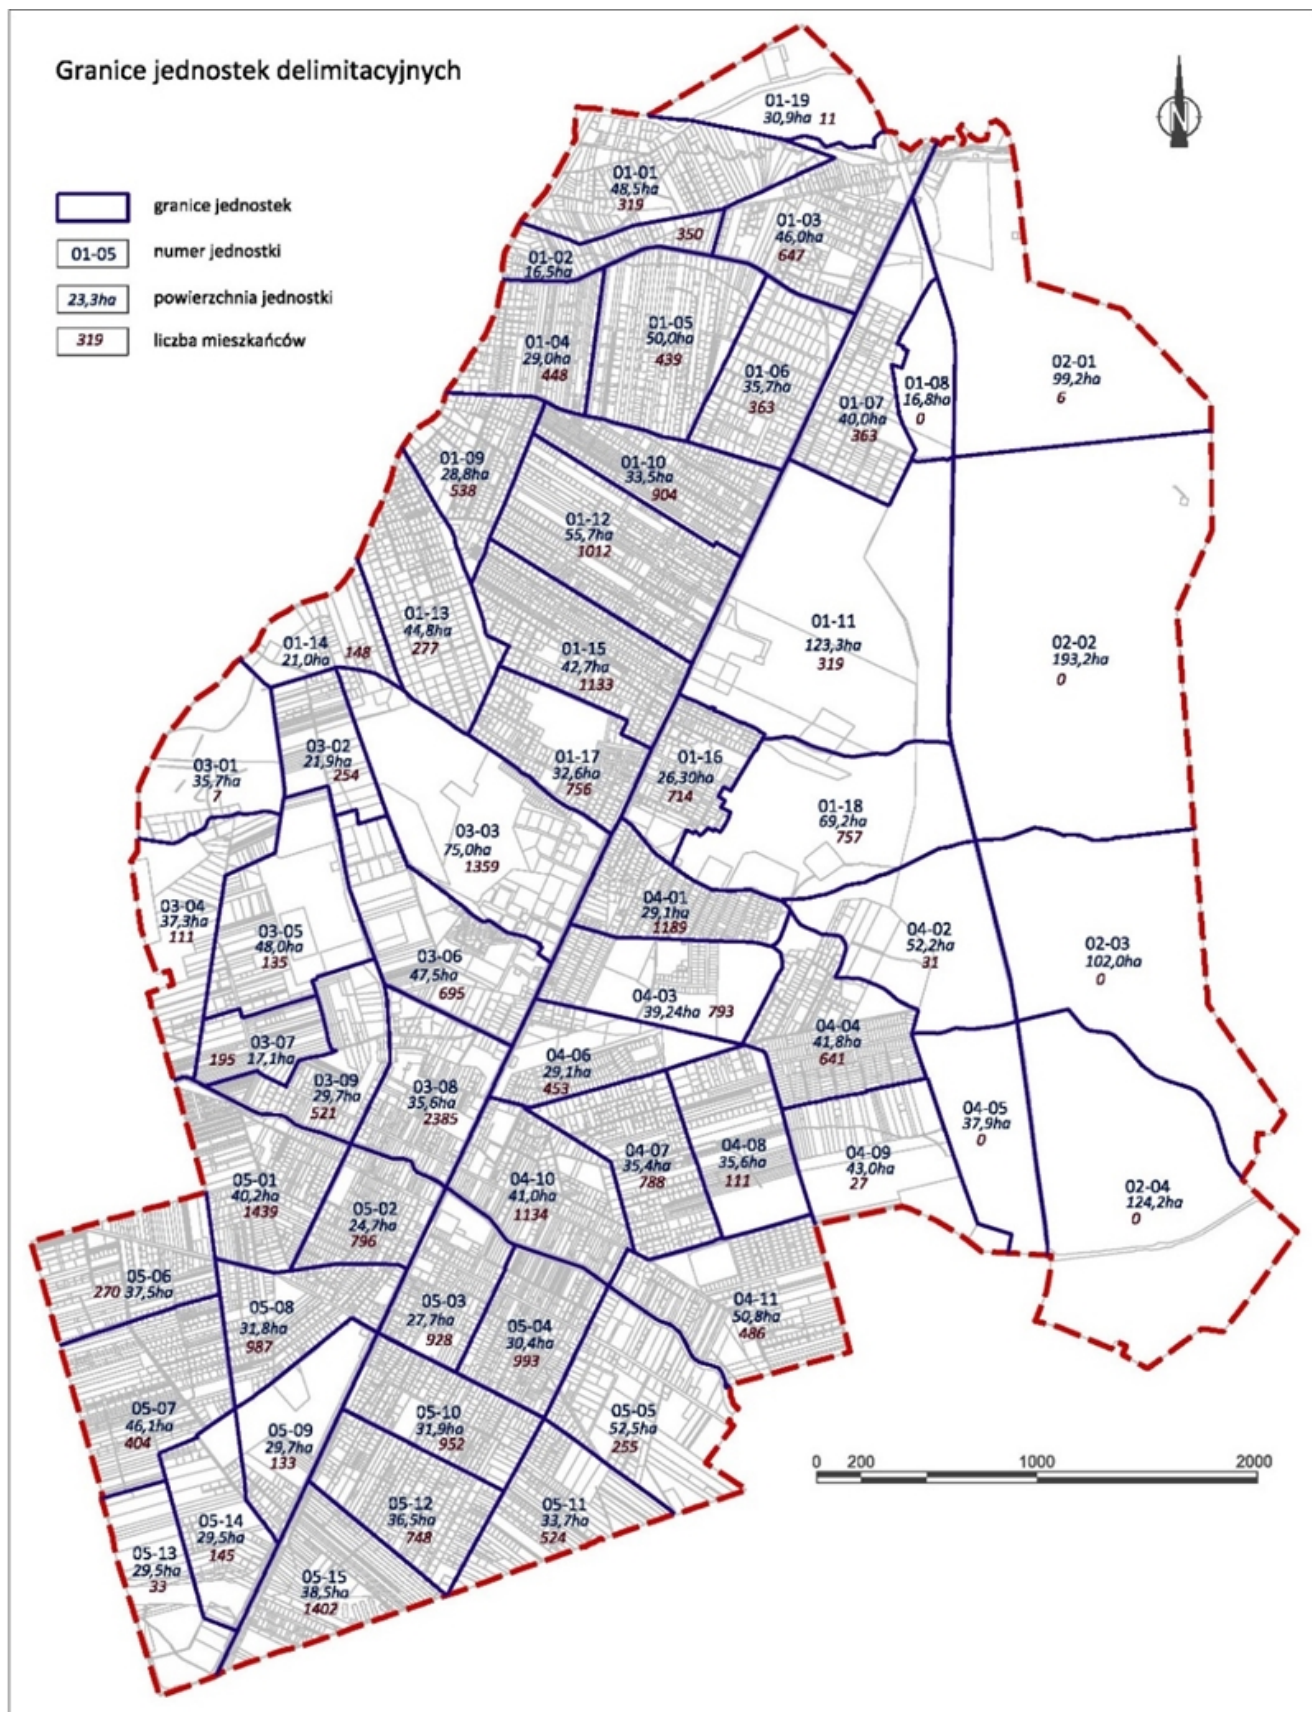 Granice jednostek delimitacyjnych
granice jednostek
01-05
numer jednostki
23,3ha
powierzchnia jednostki
319
liczba mieszkańców
N
01-19
30,9ha 11
01-01
48,5ha
319
350
01-02
16,5ha
01-03
46,0ha
647
01-04
29,0ha
448
01-05
50,0ha
439
01-06
35,7ha
363
01-07
40,0ha
363
01-08
16,8ha
0
02-01
99,2ha
6
01-09
28,8ha
538
01-10
33,5ha
904
01-12
55,7ha
1012
01-11
123,3ha
319
02-02
193,2ha
0
01-13
44,8ha
277
01-14
21,0ha
148
01-15
42,7ha
1133
01-16
26,30ha
714
01-17
32,6ha
756
01-18
69,2ha
757
03-01
35,7ha
7
03-02
21,9ha
254
03-03
75,0ha
1359
03-04
37,3ha
111
03-05
48,0ha
135
03-06
47,5ha
695
04-01
29,1ha
1189
04-02
52,2ha
31
02-03
102,0ha
0
04-03
39,24ha 793
04-04
41,8ha
641
03-07
195 17,1ha
03-09
29,7ha
521
03-08
35,6ha
2385
04-06
29,1ha
453
04-05
37,9ha
0
04-07
35,4ha
788
04-08
35,6ha
111
04-09
43,0ha
27
02-04
124,2ha
0
05-01
40,2ha
1439
05-02
24,7ha
796
04-10
41,0ha
1134
05-06
270 37,5ha
05-08
31,8ha
987
05-03
27,7ha
928
05-04
30,4ha
993
04-11
50,8ha
486
05-07
46,1ha
404
05-09
29,7ha
133
05-10
31,9ha
952
05-05
52,5ha
255
05-14
29,5ha
145
05-12
36,5ha
748
05-11
33,7ha
524
05-13
29,5ha
33
05-15
38,5ha
1402
0 200 1000 2000